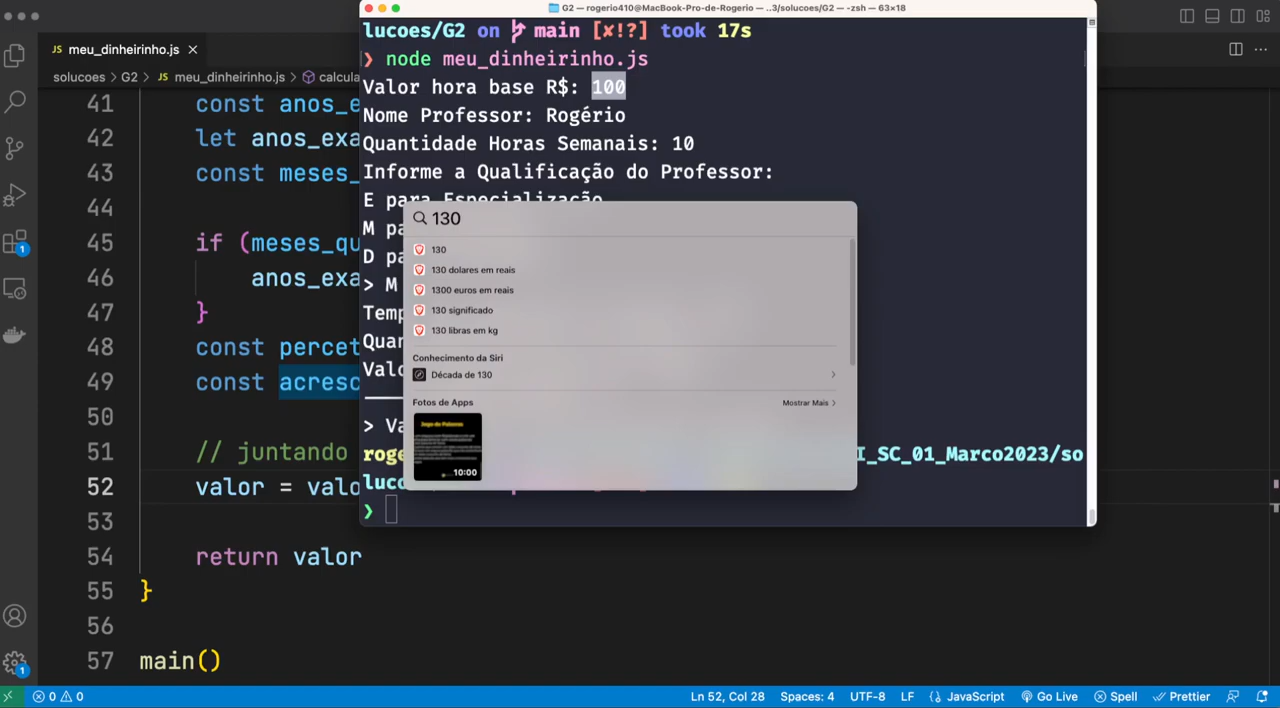 G2 — rogerio410@MacBook-Pro-de-Rogerio — ..3/solucoes/G2 — -zsh — 63×18
JS meu_dinheirinho.js
solucoes > G2 > JS meu_dinheirinho.js > calcula
41 const anos_e
42 let anos_exa
43 const meses_
44
45 if (meses_qu
46 anos_exa
47 }
48 const percet
49 const acresc
50
51 // juntando
52 valor = valo
53
54 return valor
55 }
56
57 main()
lucoes/G2 on main [✘!?] took 17s
❯ node meu_dinheirinho.js
Valor hora base R$: 100
Nome Professor: Rogério
Quantidade Horas Semanais: 10
Informe a Qualificação do Professor:
E para Especialização
M pa
D pa
> M
Temp
Quan
Valo
> Va
roge
I_SC_01_Marco2023/so
luco
❯
130
130
130 dolares em reais
1300 euros em reais
130 significado
130 libras em kg
Conhecimento da Siri
Década de 130
Fotos de Apps
Mostrar Mais >
Jogo de Palavras
10:00
1
1
0 0
Ln 52, Col 28
Spaces: 4
UTF-8
LF
{} JavaScript
Go Live
Spell
Prettier